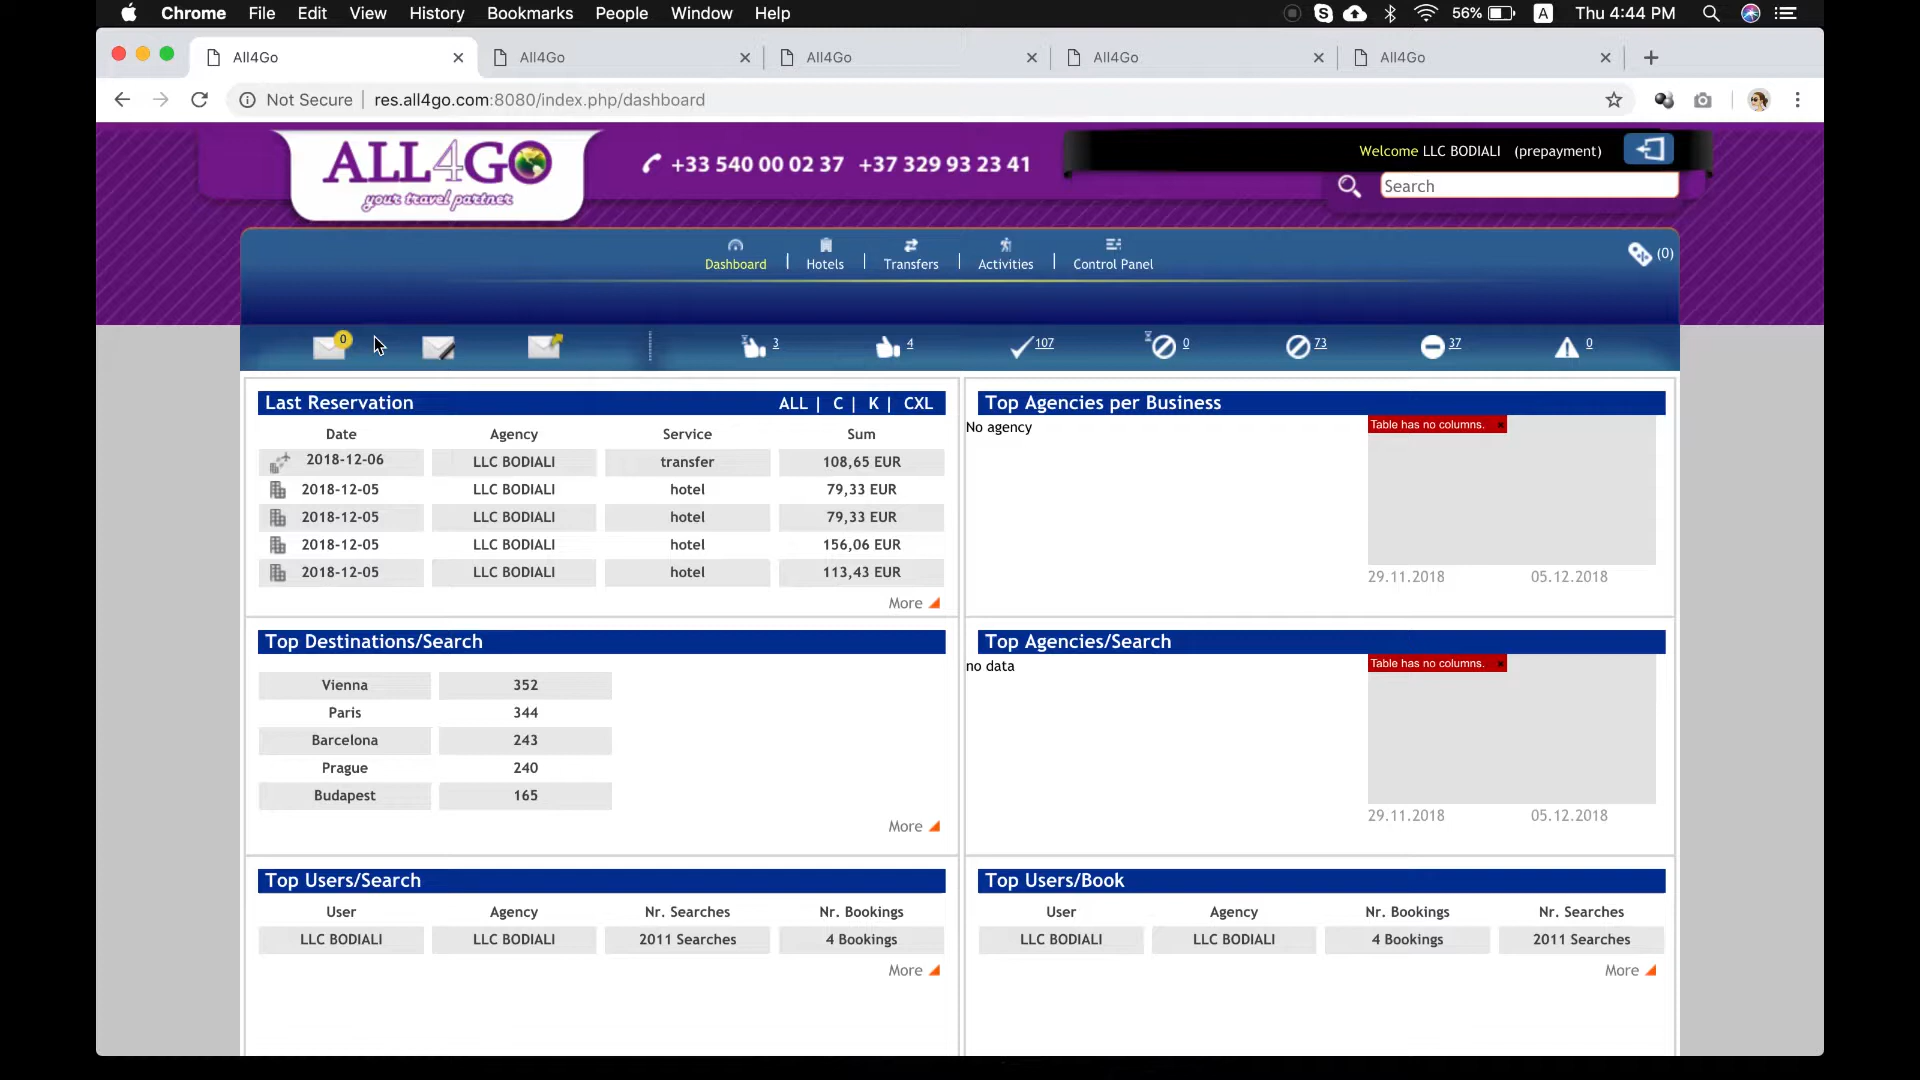 Chrome File Edit View History Bookmarks People Window Help 56% A Thu 4:44 PM
All4Go All4Go All4Go All4Go All4Go
Not Secure | res.all4go.com:8080/index.php/dashboard
ALL4GO
your travel partner
+33 540 00 02 37 +37 329 93 23 41
Welcome LLC BODIALI (prepayment)
Search
Dashboard | Hotels | Transfers | Activities | Control Panel
(0)
0 3 4 107 0 73 37 0
Last Reservation ALL | C | K | CXL
Date Agency Service Sum
2018-12-06 LLC BODIALI transfer 108,65 EUR
2018-12-05 LLC BODIALI hotel 79,33 EUR
2018-12-05 LLC BODIALI hotel 79,33 EUR
2018-12-05 LLC BODIALI hotel 156,06 EUR
2018-12-05 LLC BODIALI hotel 113,43 EUR
More
Top Agencies per Business
No agency
Table has no columns. ×
29.11.2018 05.12.2018
Top Destinations/Search
Vienna 352
Paris 344
Barcelona 243
Prague 240
Budapest 165
More
Top Agencies/Search
no data
Table has no columns. ×
29.11.2018 05.12.2018
Top Users/Search
User Agency Nr. Searches Nr. Bookings
LLC BODIALI LLC BODIALI 2011 Searches 4 Bookings
More
Top Users/Book
User Agency Nr. Bookings Nr. Searches
LLC BODIALI LLC BODIALI 4 Bookings 2011 Searches
More